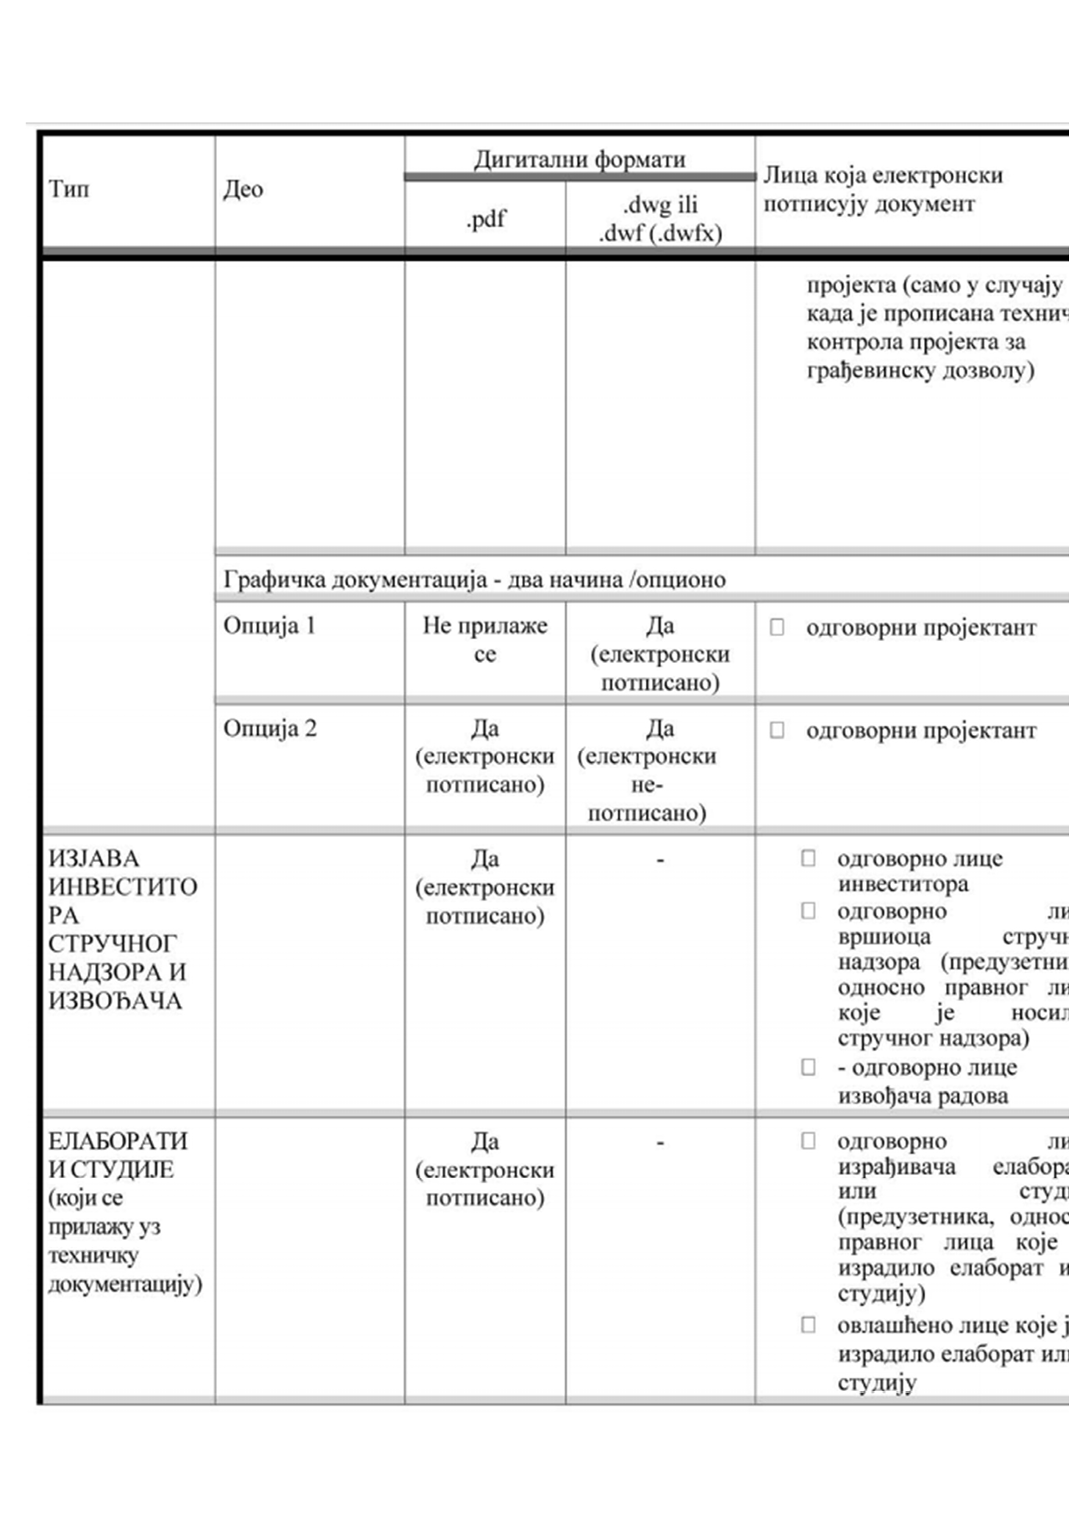 Тип
Део
Дигитални формати
.pdf
.dwg ili
.dwf (.dwfx)
Лица која електронски
потписују документ
пројекта (само у случају
када је прописана
контрола пројекта за
грађевинску дозволу)
Графичка документација - два начина /опционо
Опција 1
Не прилаже
се
Да
(електронски
потписано)
одговорни пројектант
Опција 2
Да
(електронски
потписано)
Да
(електронски
не-
потписано)
одговорни пројектант
ИЗЈАВА
ИНВЕСТИТО
РА
СТРУЧНОГ
НАДЗОРА И
ИЗВОЂАЧА
Да
(електронски
потписано)
-
одговорно лице
инвеститора
одговорно
вршиоца
надзора
односно правног
које је
стручног надзора)
- одговорно лице
извођача радова
ЕЛАБОРАТИ
И СТУДИЈЕ
(који се
прилажу уз
техничку
документацију)
Да
(електронски
потписано)
-
одговорно
израђивача
или
(предузетника,
правног лица које
израдило елаборат
студију)
овлашћено лице које
израдило елаборат
студију